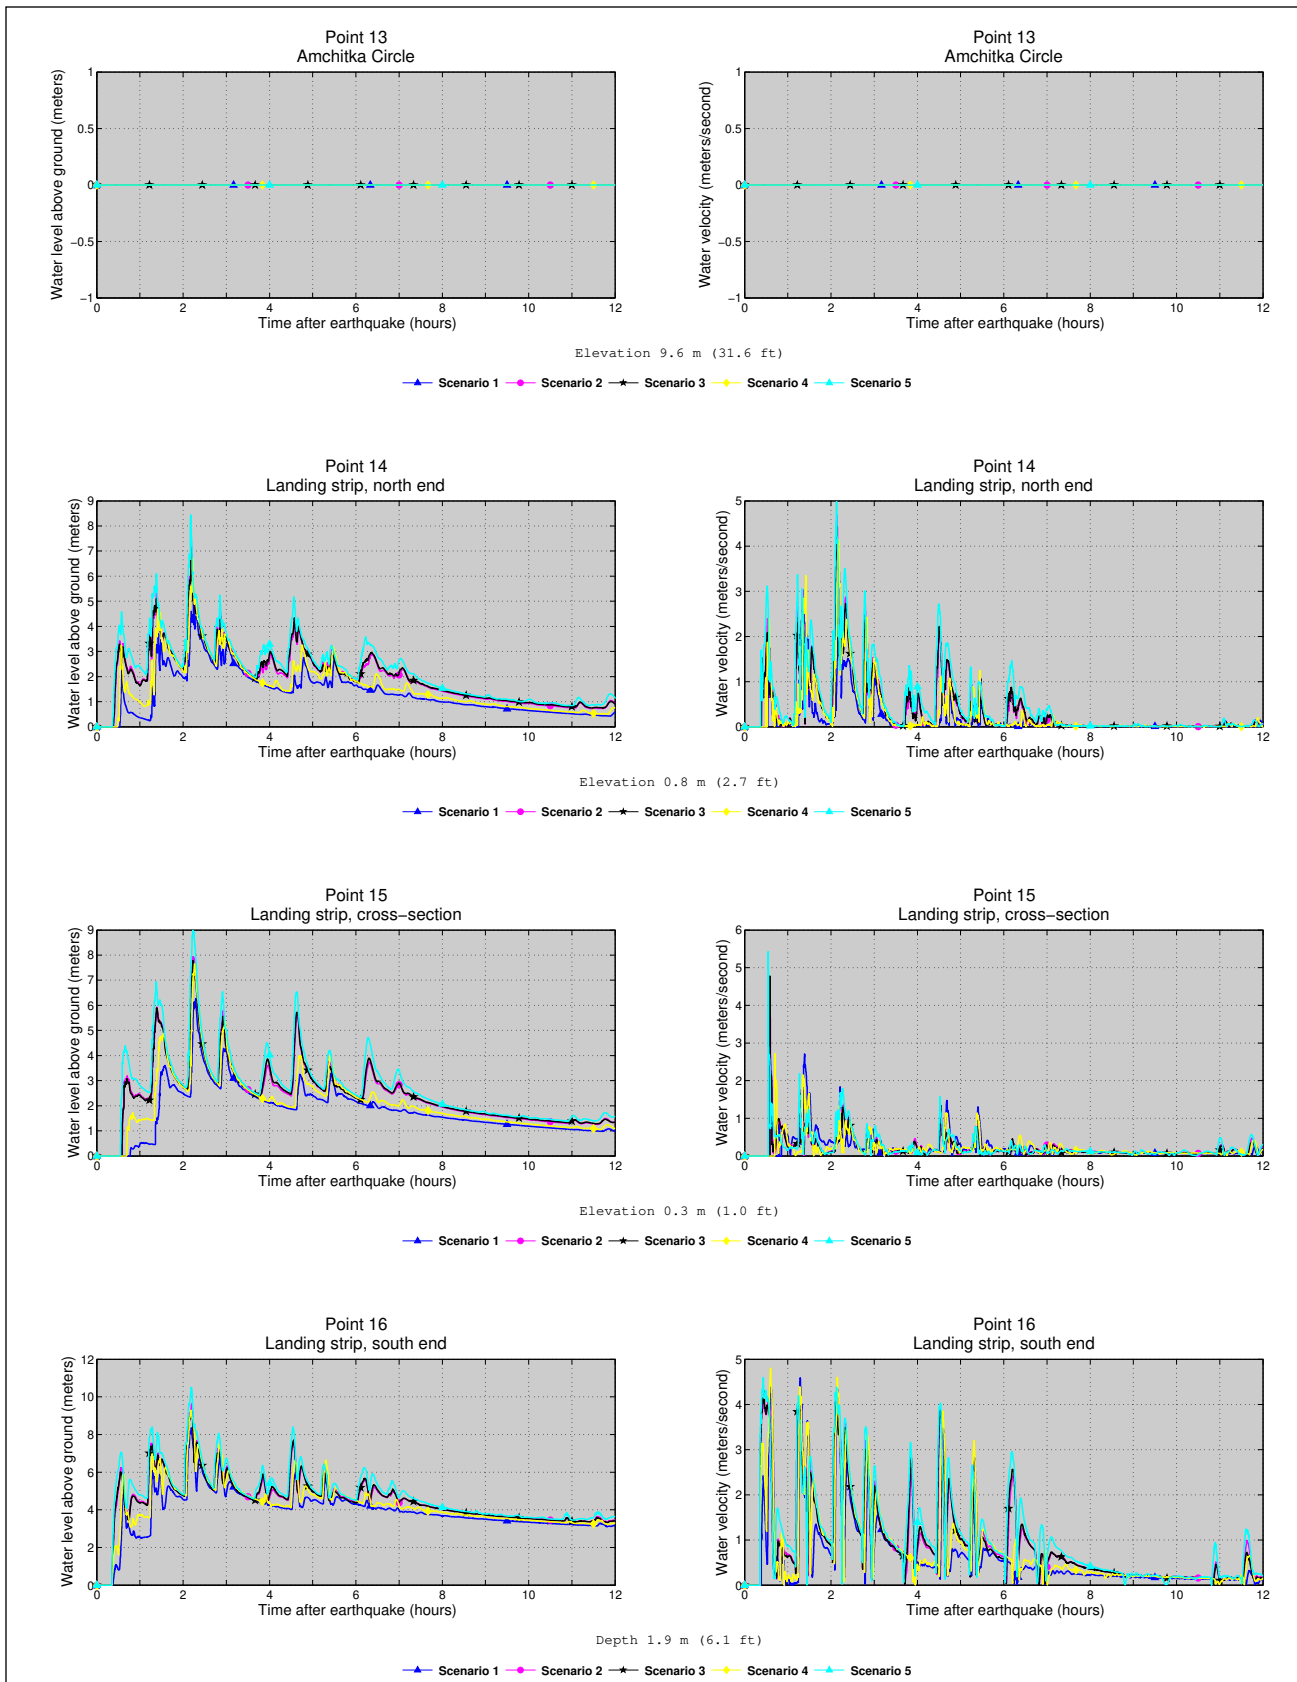 Point 13
Amchitka Circle
Water level above ground (meters)
1
0.5
0
−0.5
−1
0 2 4 6 8 10 12
Time after earthquake (hours)
Point 13
Amchitka Circle
Water velocity (meters/second)
1
0.5
0
−0.5
−1
0 2 4 6 8 10 12
Time after earthquake (hours)
Elevation 9.6 m (31.6 ft)
Scenario 1 Scenario 2 Scenario 3 Scenario 4 Scenario 5
Point 14
Landing strip, north end
Water level above ground (meters)
9
8
7
6
5
4
3
2
1
0
0 2 4 6 8 10 12
Time after earthquake (hours)
Point 14
Landing strip, north end
Water velocity (meters/second)
5
4
3
2
1
0
0 2 4 6 8 10 12
Time after earthquake (hours)
Elevation 0.8 m (2.7 ft)
Scenario 1 Scenario 2 Scenario 3 Scenario 4 Scenario 5
Point 15
Landing strip, cross−section
Water level above ground (meters)
9
8
7
6
5
4
3
2
1
0
0 2 4 6 8 10 12
Time after earthquake (hours)
Point 15
Landing strip, cross−section
Water velocity (meters/second)
6
5
4
3
2
1
0
0 2 4 6 8 10 12
Time after earthquake (hours)
Elevation 0.3 m (1.0 ft)
Scenario 1 Scenario 2 Scenario 3 Scenario 4 Scenario 5
Point 16
Landing strip, south end
Water level above ground (meters)
12
10
8
6
4
2
0
0 2 4 6 8 10 12
Time after earthquake (hours)
Point 16
Landing strip, south end
Water velocity (meters/second)
5
4
3
2
1
0
0 2 4 6 8 10 12
Time after earthquake (hours)
Depth 1.9 m (6.1 ft)
Scenario 1 Scenario 2 Scenario 3 Scenario 4 Scenario 5